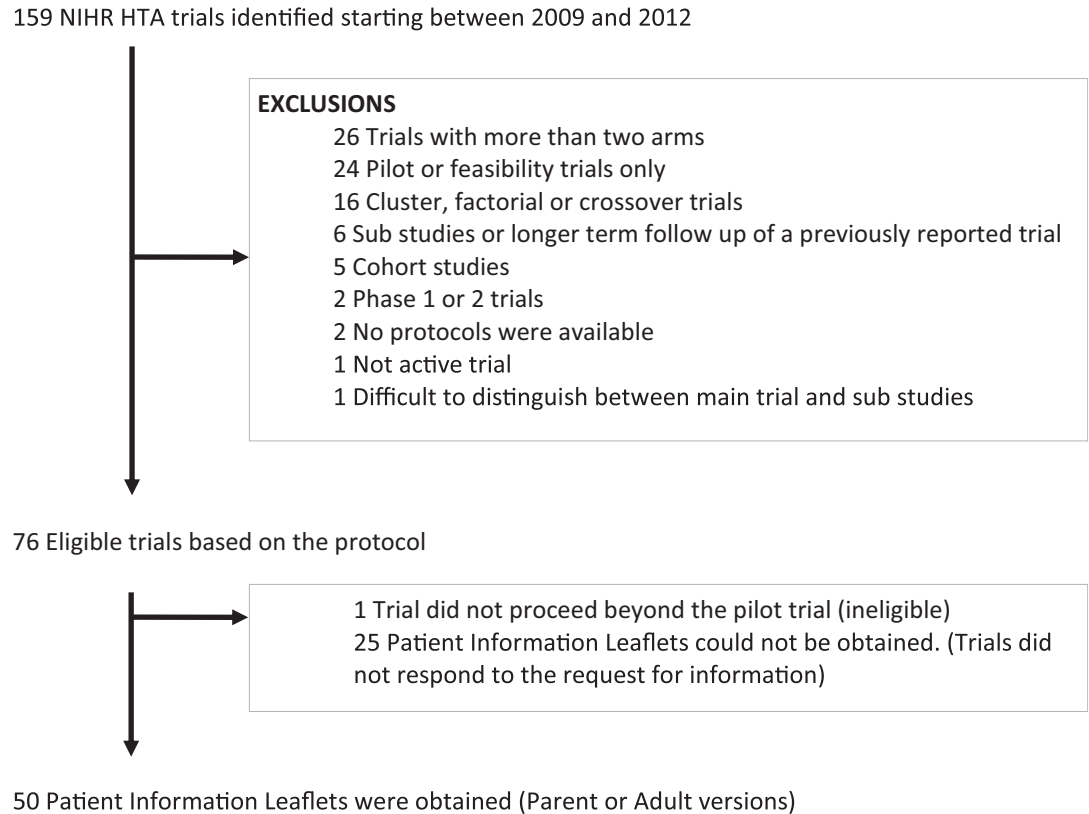 159 NIHR HTA trials identified starting between 2009 and 2012
EXCLUSIONS
26 Trials with more than two arms
24 Pilot or feasibility trials only
16 Cluster, factorial or crossover trials
6 Sub studies or longer term follow up of a previously reported trial
5 Cohort studies
2 Phase 1 or 2 trials
2 No protocols were available
1 Not active trial
1 Difficult to distinguish between main trial and sub studies
76 Eligible trials based on the protocol
1 Trial did not proceed beyond the pilot trial (ineligible)
25 Patient Information Leaflets could not be obtained. (Trials did
not respond to the request for information)
50 Patient Information Leaflets were obtained (Parent or Adult versions)